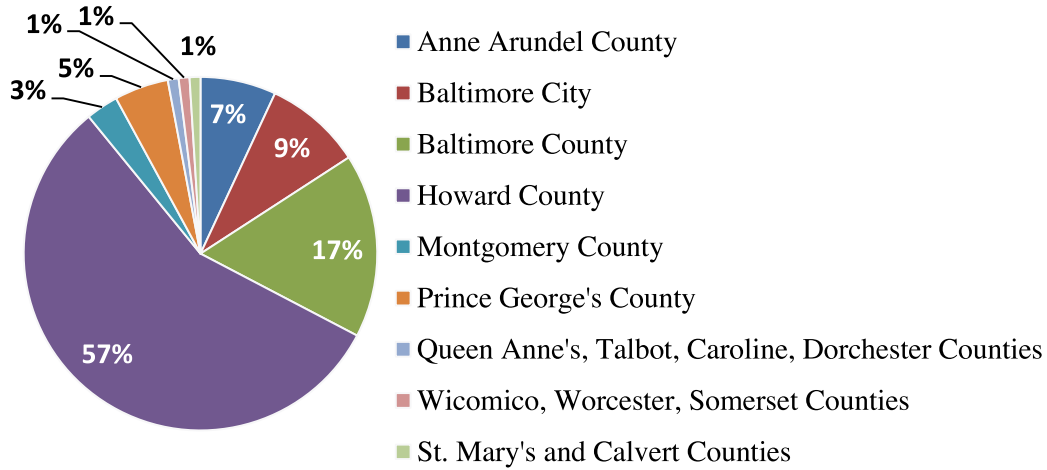 1%
1%
1%
5%
3%
7%
9%
17%
57%
Anne Arundel County
Baltimore City
Baltimore County
Howard County
Montgomery County
Prince George's County
Queen Anne's, Talbot, Caroline, Dorchester Counties
Wicomico, Worcester, Somerset Counties
St. Mary's and Calvert Counties